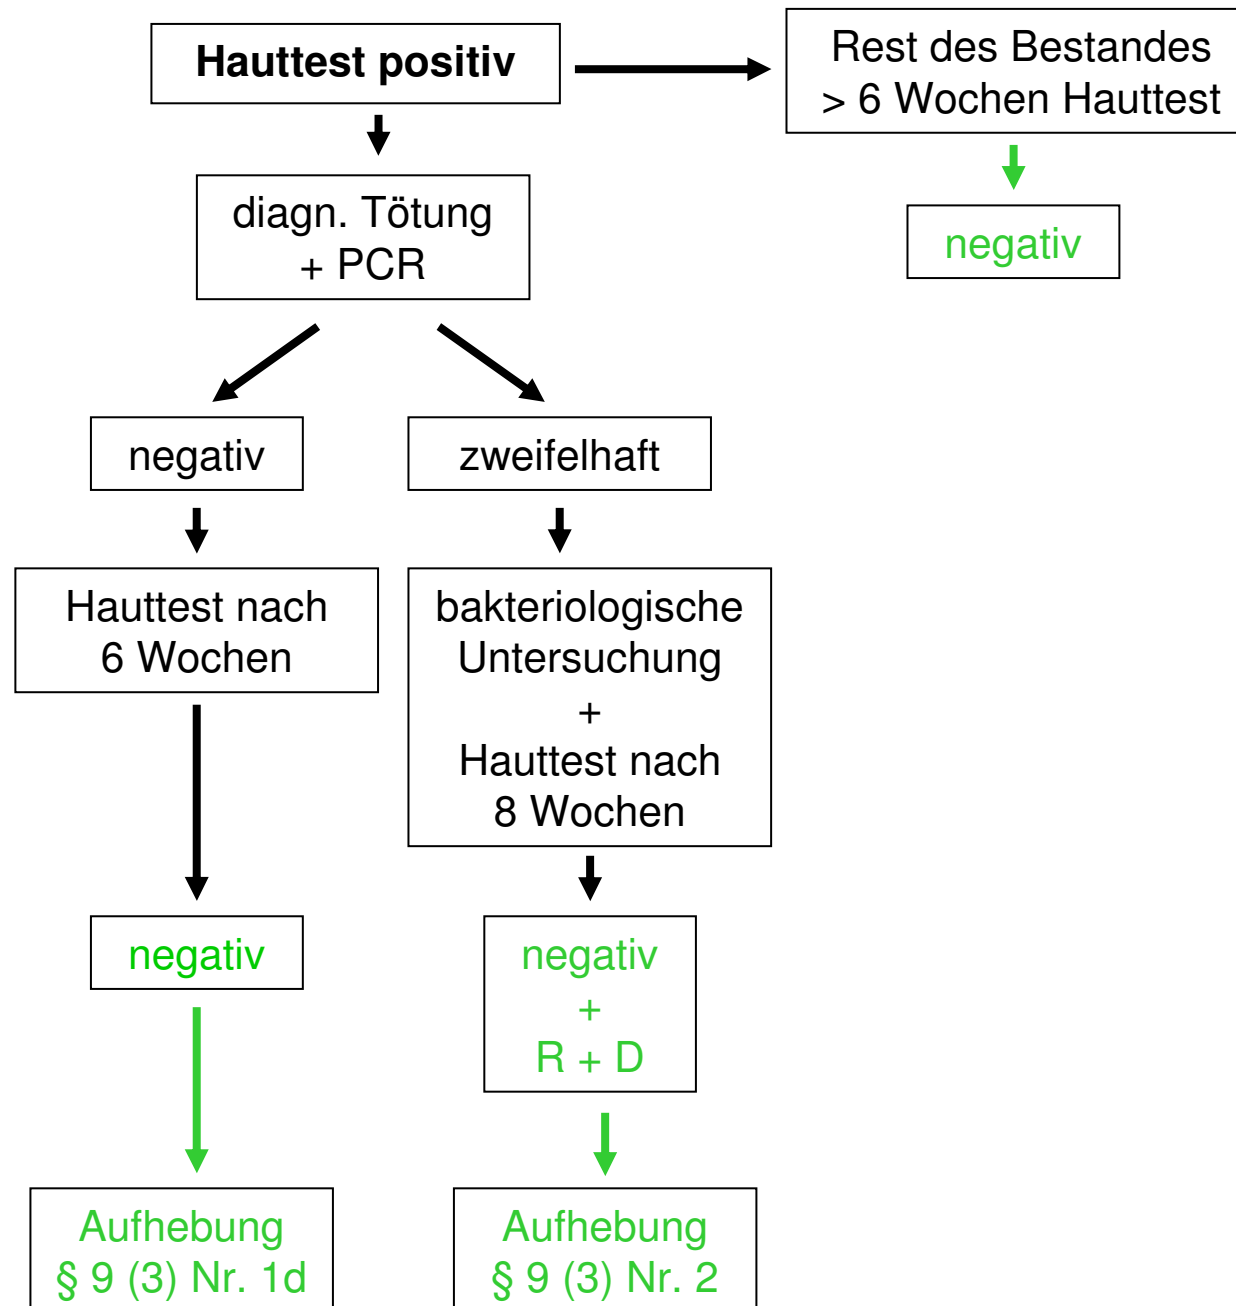 Hauttest positiv
Rest des Bestandes
> 6 Wochen Hauttest
negativ
diagn. Tötung
+ PCR
negativ
zweifelhaft
Hauttest nach
6 Wochen
bakteriologische
Untersuchung
+
Hauttest nach
8 Wochen
negativ
negativ
+
R + D
Aufhebung
§ 9 (3) Nr. 1d
Aufhebung
§ 9 (3) Nr. 2